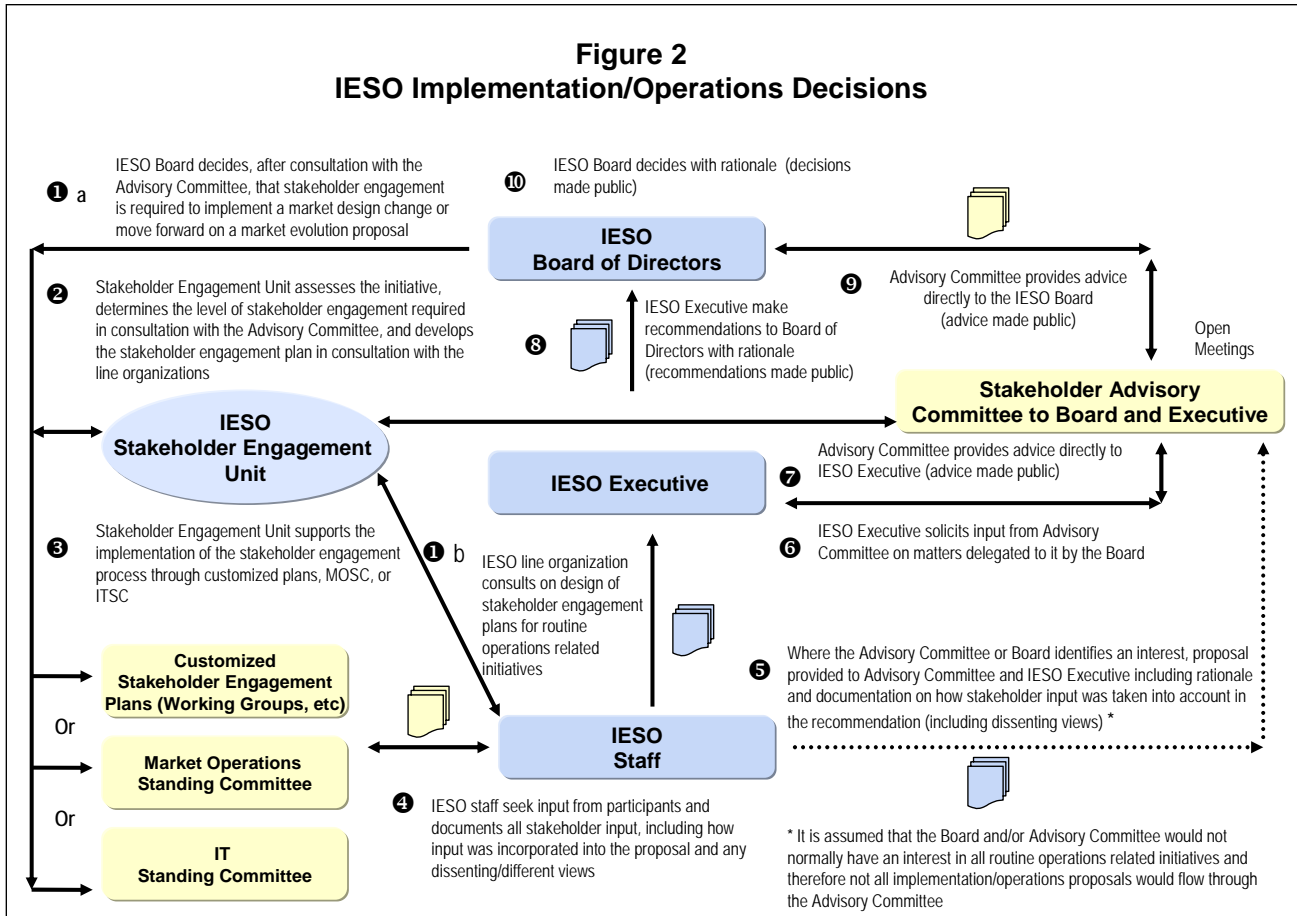 Figure 2
IESO Implementation/Operations Decisions
❶ a
IESO Board decides, after consultation with the
Advisory Committee, that stakeholder engagement
is required to implement a market design change or
move forward on a market evolution proposal
❿
IESO Board decides with rationale (decisions
made public)
IESO
Board of Directors
❾
Advisory Committee provides advice
directly to the IESO Board
(advice made public)
❷
Stakeholder Engagement Unit assesses the initiative,
determines the level of stakeholder engagement required
in consultation with the Advisory Committee, and develops
the stakeholder engagement plan in consultation with the
line organizations
❽
IESO Executive make
recommendations to Board of
Directors with rationale
(recommendations made public)
Open
Meetings
Stakeholder Advisory
Committee to Board and Executive
IESO
Stakeholder Engagement
Unit
IESO Executive
❼
Advisory Committee provides advice directly to
IESO Executive (advice made public)
❻
IESO Executive solicits input from Advisory
Committee on matters delegated to it by the Board
❸
Stakeholder Engagement Unit supports the
implementation of the stakeholder engagement
process through customized plans, MOSC, or
ITSC
❶ b
IESO line organization
consults on design of
stakeholder engagement
plans for routine
operations related
initiatives
❺
Where the Advisory Committee or Board identifies an interest, proposal
provided to Advisory Committee and IESO Executive including rationale
and documentation on how stakeholder input was taken into account in
the recommendation (including dissenting views) *
Customized
Stakeholder Engagement
Plans (Working Groups, etc)
Or
Market Operations
Standing Committee
Or
IT
Standing Committee
IESO
Staff
❹
IESO staff seek input from participants and
documents all stakeholder input, including how
input was incorporated into the proposal and any
dissenting/different views
* It is assumed that the Board and/or Advisory Committee would not
normally have an interest in all routine operations related initiatives and
therefore not all implementation/operations proposals would flow through
the Advisory Committee